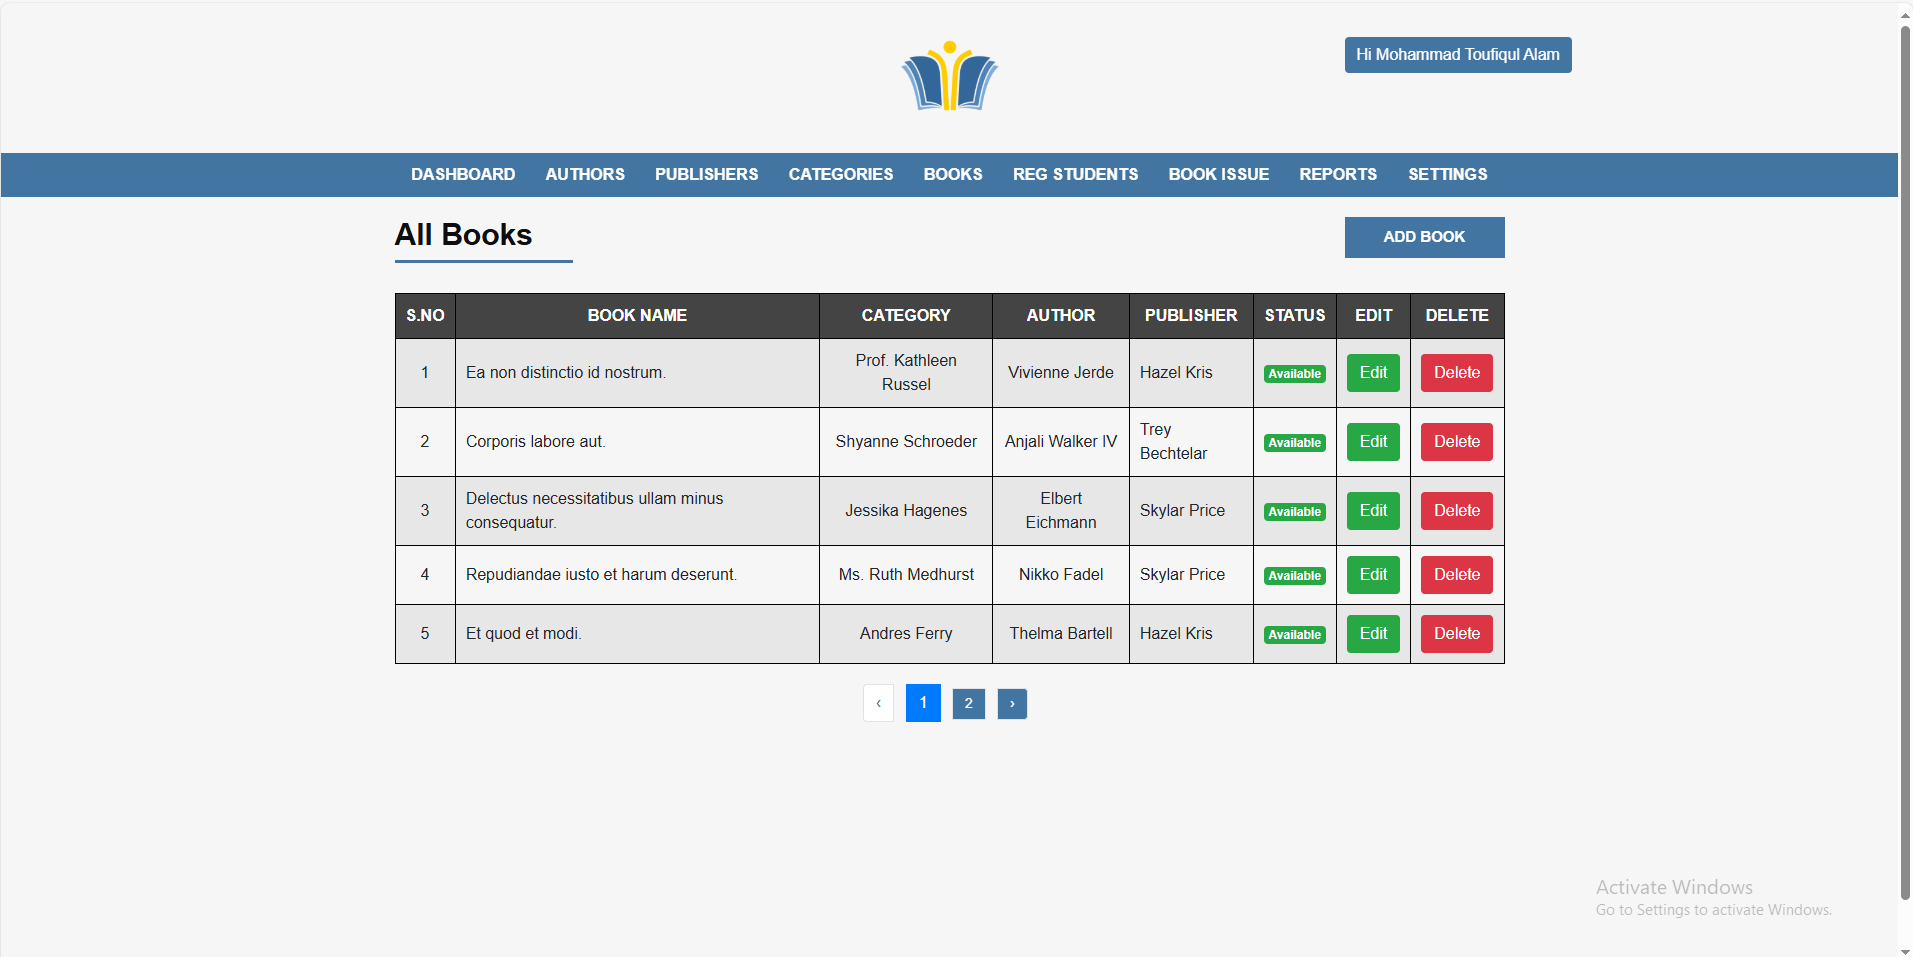 Hi Mohammad Toufiqul Alam
DASHBOARD AUTHORS PUBLISHERS CATEGORIES BOOKS REG STUDENTS BOOK ISSUE REPORTS SETTINGS
All Books
ADD BOOK
S.NO BOOK NAME CATEGORY AUTHOR PUBLISHER STATUS EDIT DELETE
1 Ea non distinctio id nostrum. Prof. Kathleen Russel Vivienne Jerde Hazel Kris Available Edit Delete
2 Corporis labore aut. Shyanne Schroeder Anjali Walker IV Trey Bechtelar Available Edit Delete
3 Delectus necessitatibus ullam minus consequatur. Jessika Hagenes Elbert Eichmann Skylar Price Available Edit Delete
4 Repudiandae iusto et harum deserunt. Ms. Ruth Medhurst Nikko Fadel Skylar Price Available Edit Delete
5 Et quod et modi. Andres Ferry Thelma Bartell Hazel Kris Available Edit Delete
‹ 1 2 ›
Activate Windows
Go to Settings to activate Windows.